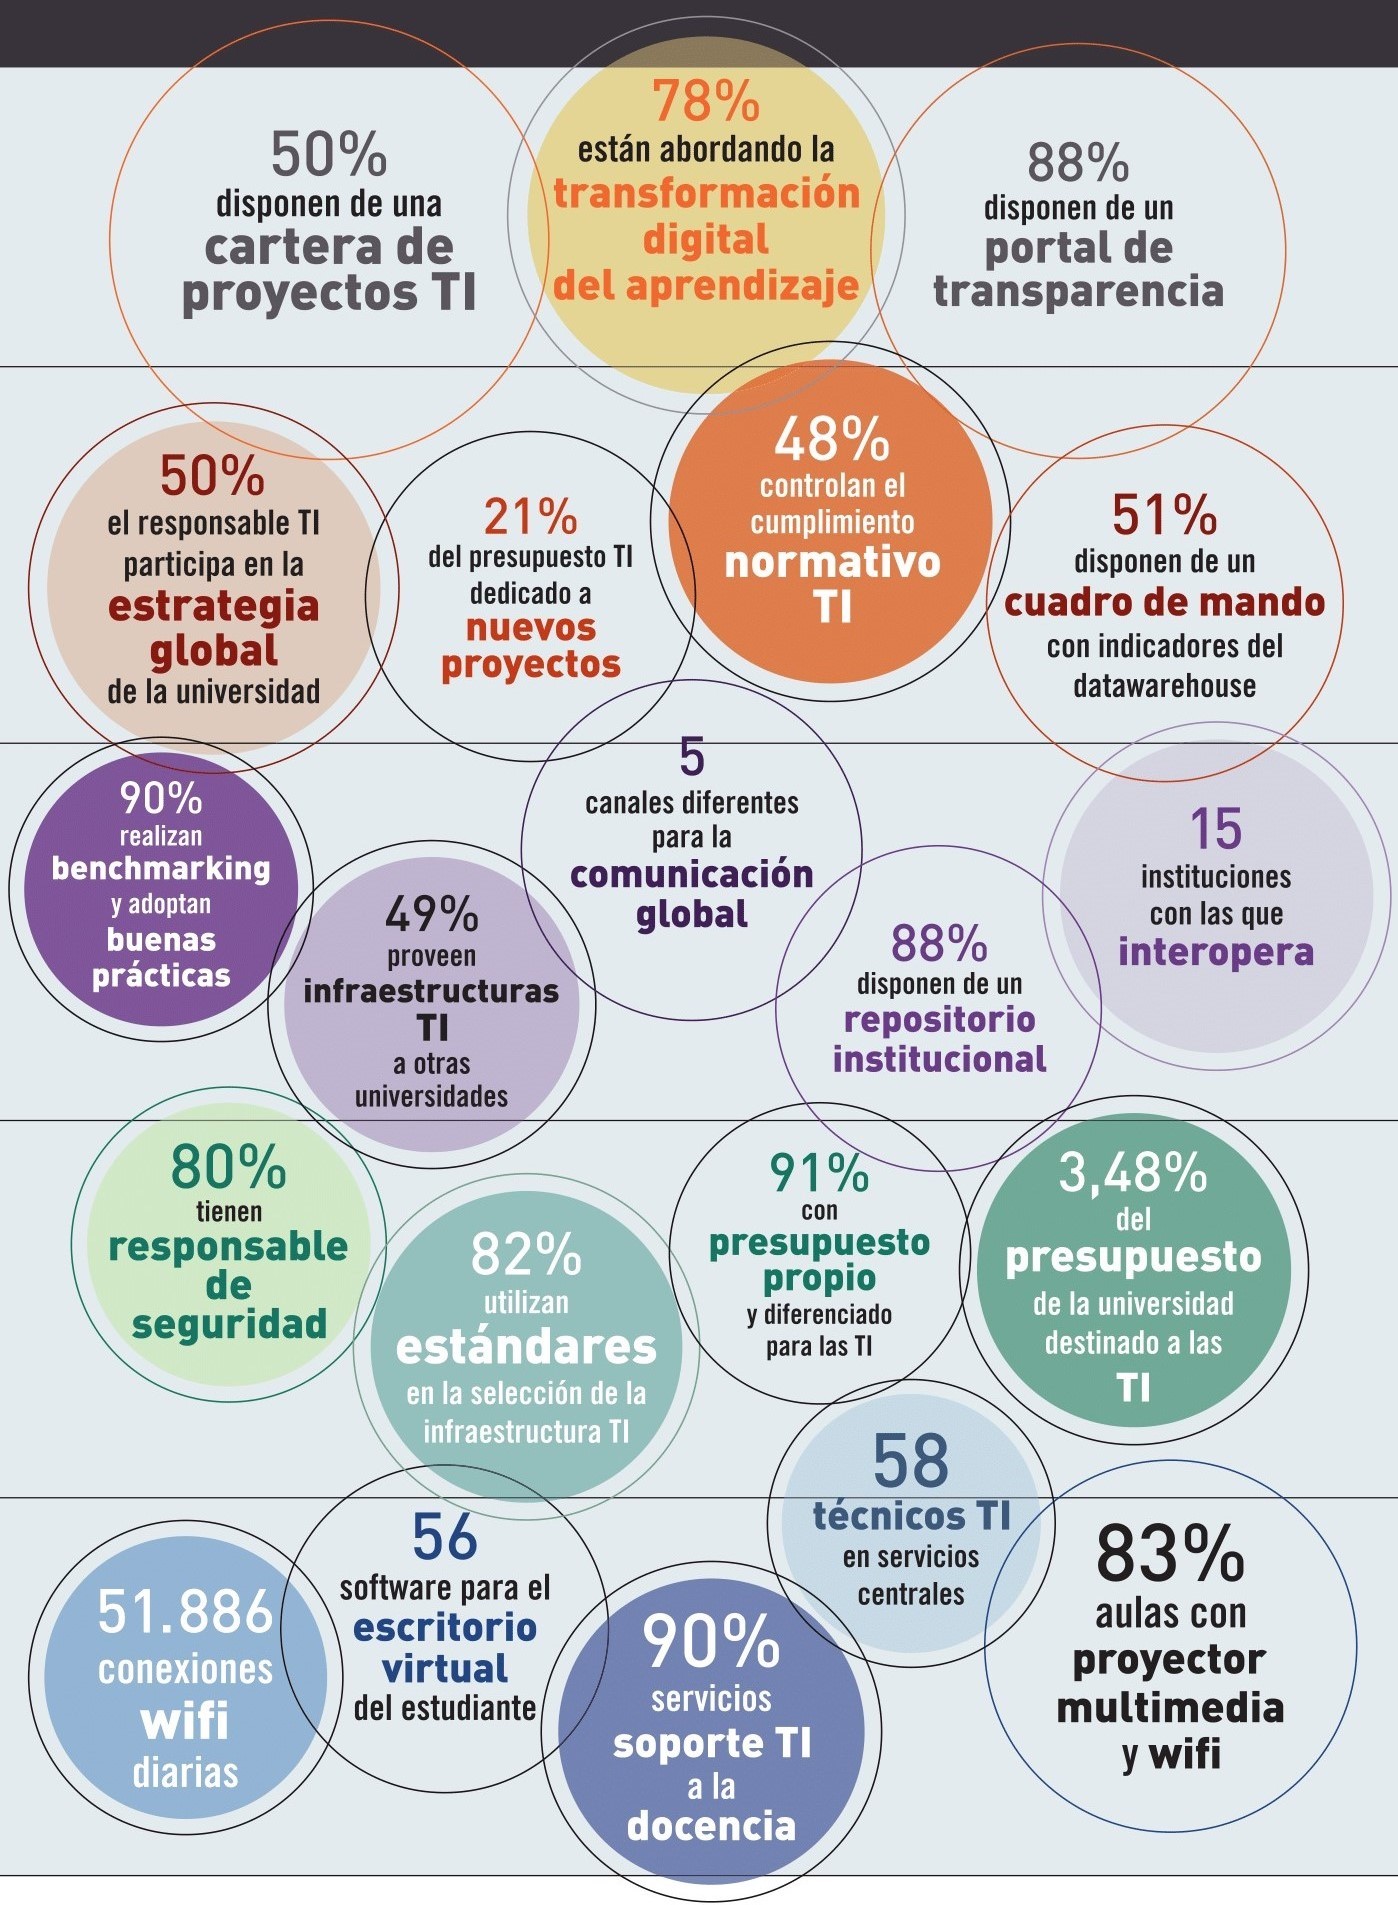 50%
disponen de una
cartera de
proyectos TI
78%
están abordando la
transformación
digital
del aprendizaje
88%
disponen de un
portal de
transparencia
50%
el responsable TI
participa en la
estrategia
global
de la universidad
21%
del presupuesto TI
dedicado a
nuevos
proyectos
48%
controlan el
cumplimiento
normativo
TI
51%
disponen de un
cuadro de mando
con indicadores del
datawarehouse
90%
realizan
benchmarking
y adoptan
buenas
prácticas
49%
proveen
infraestructuras
TI
a otras
universidades
5
canales diferentes
para la
comunicación
global
88%
disponen de un
repositorio
institucional
15
instituciones
con las que
interopera
80%
tienen
responsable
de
seguridad
82%
utilizan
estándares
en la selección de la
infraestructura TI
91%
con
presupuesto
propio
y diferenciado
para las TI
3,48%
del
presupuesto
de la universidad
destinado a las
TI
51.886
conexiones
wifi
diarias
56
software para el
escritorio
virtual
del estudiante
90%
servicios
soporte TI
a la
docencia
58
técnicos TI
en servicios
centrales
83%
aulas con
proyector
multimedia
y wifi